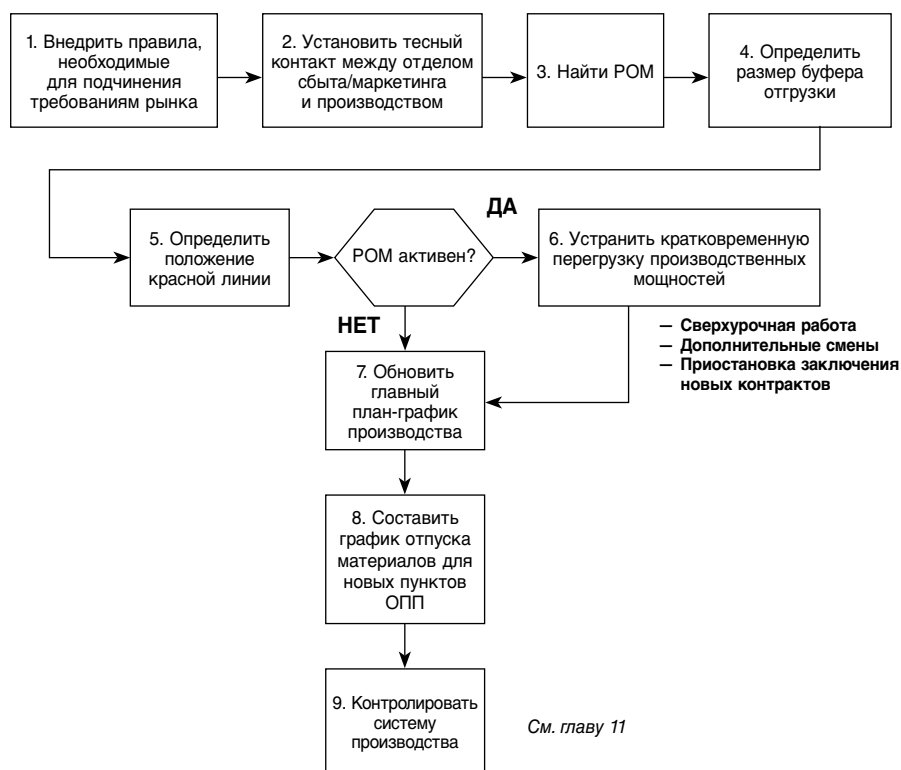 1. Внедрить правила,
необходимые
для подчинения
требованиям рынка
2. Установить тесный
контакт между отделом
сбыта/маркетинга
и производством
3. Найти РОМ
4. Определить
размер буфера
отгрузки
5. Определить
положение
красной линии
РОМ активен?
ДА
6. Устранить кратковременную
перегрузку производственных
мощностей
— Сверхурочная работа
— Дополнительные смены
— Приостановка заключения
новых контрактов
НЕТ
7. Обновить
главный
план-график
производства
8. Составить
график отпуска
материалов для
новых пунктов
ОПП
9. Контролировать
систему
производства
См. главу 11